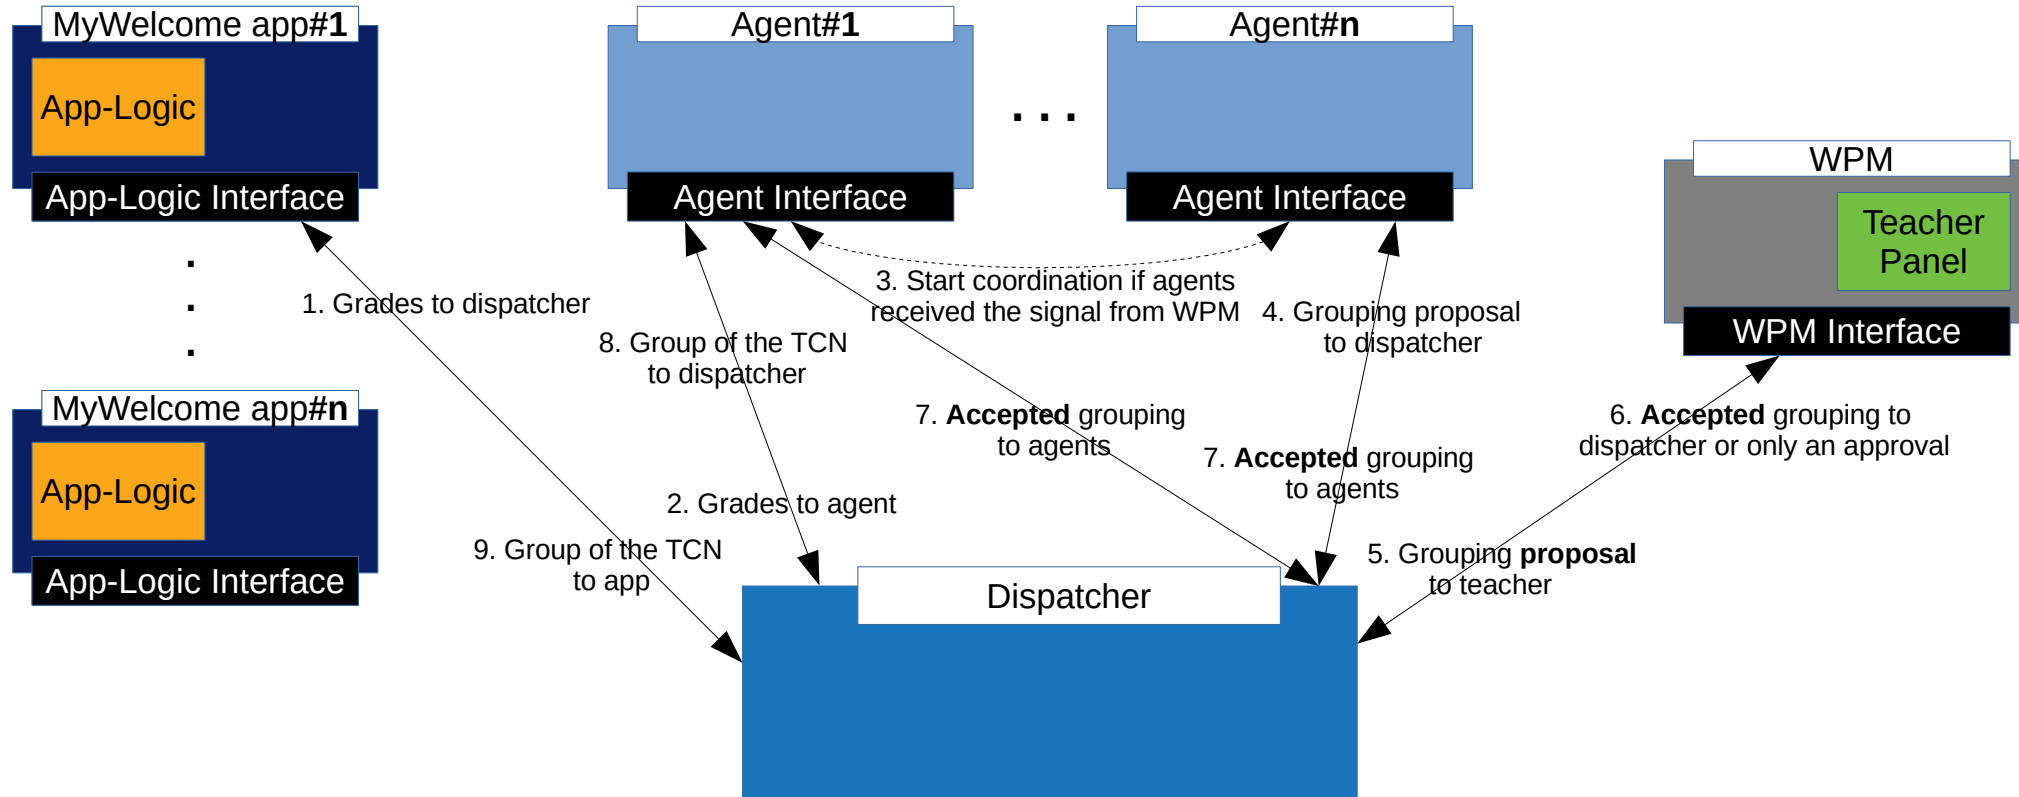 MyWelcome app#1
App-Logic
App-Logic Interface
.
.
.
MyWelcome app#n
App-Logic
App-Logic Interface
Agent#1
Agent Interface
. . .
Agent#n
Agent Interface
WPM
Teacher
Panel
WPM Interface
1. Grades to dispatcher
2. Grades to agent
3. Start coordination if agents
received the signal from WPM
4. Grouping proposal
to dispatcher
5. Grouping proposal
to teacher
6. Accepted grouping to
dispatcher or only an approval
7. Accepted grouping
to agents
7. Accepted grouping
to agents
8. Group of the TCN
to dispatcher
9. Group of the TCN
to app
Dispatcher